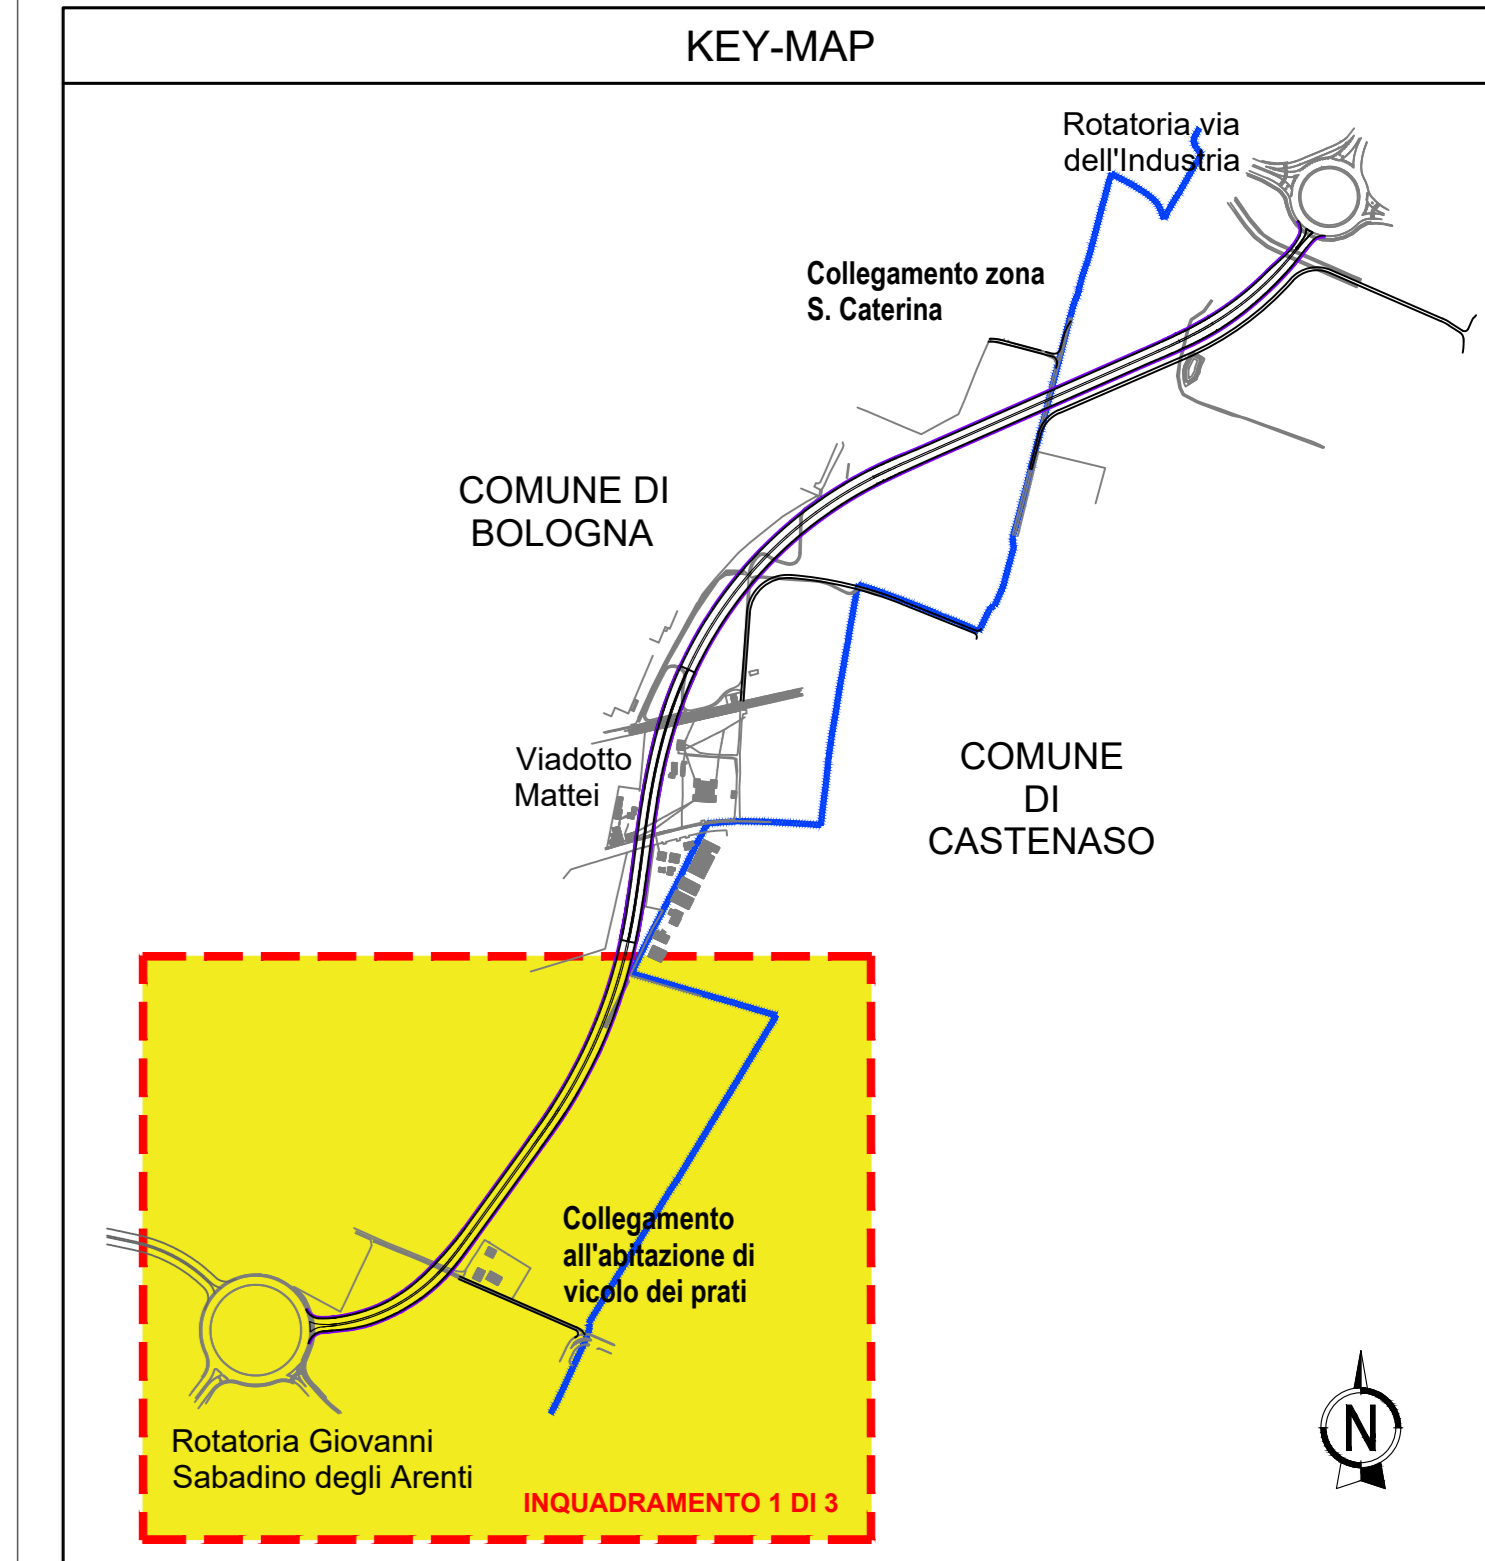 KEY-MAP
Rotatoria via
dell'Industria
Collegamento zona
S. Caterina
COMUNE DI
BOLOGNA
Viadotto
Mattei
COMUNE
DI
CASTENASO
Collegamento
all'abitazione di
vicolo dei prati
Rotatoria Giovanni
Sabadino degli Arenti
INQUADRAMENTO 1 DI 3
N